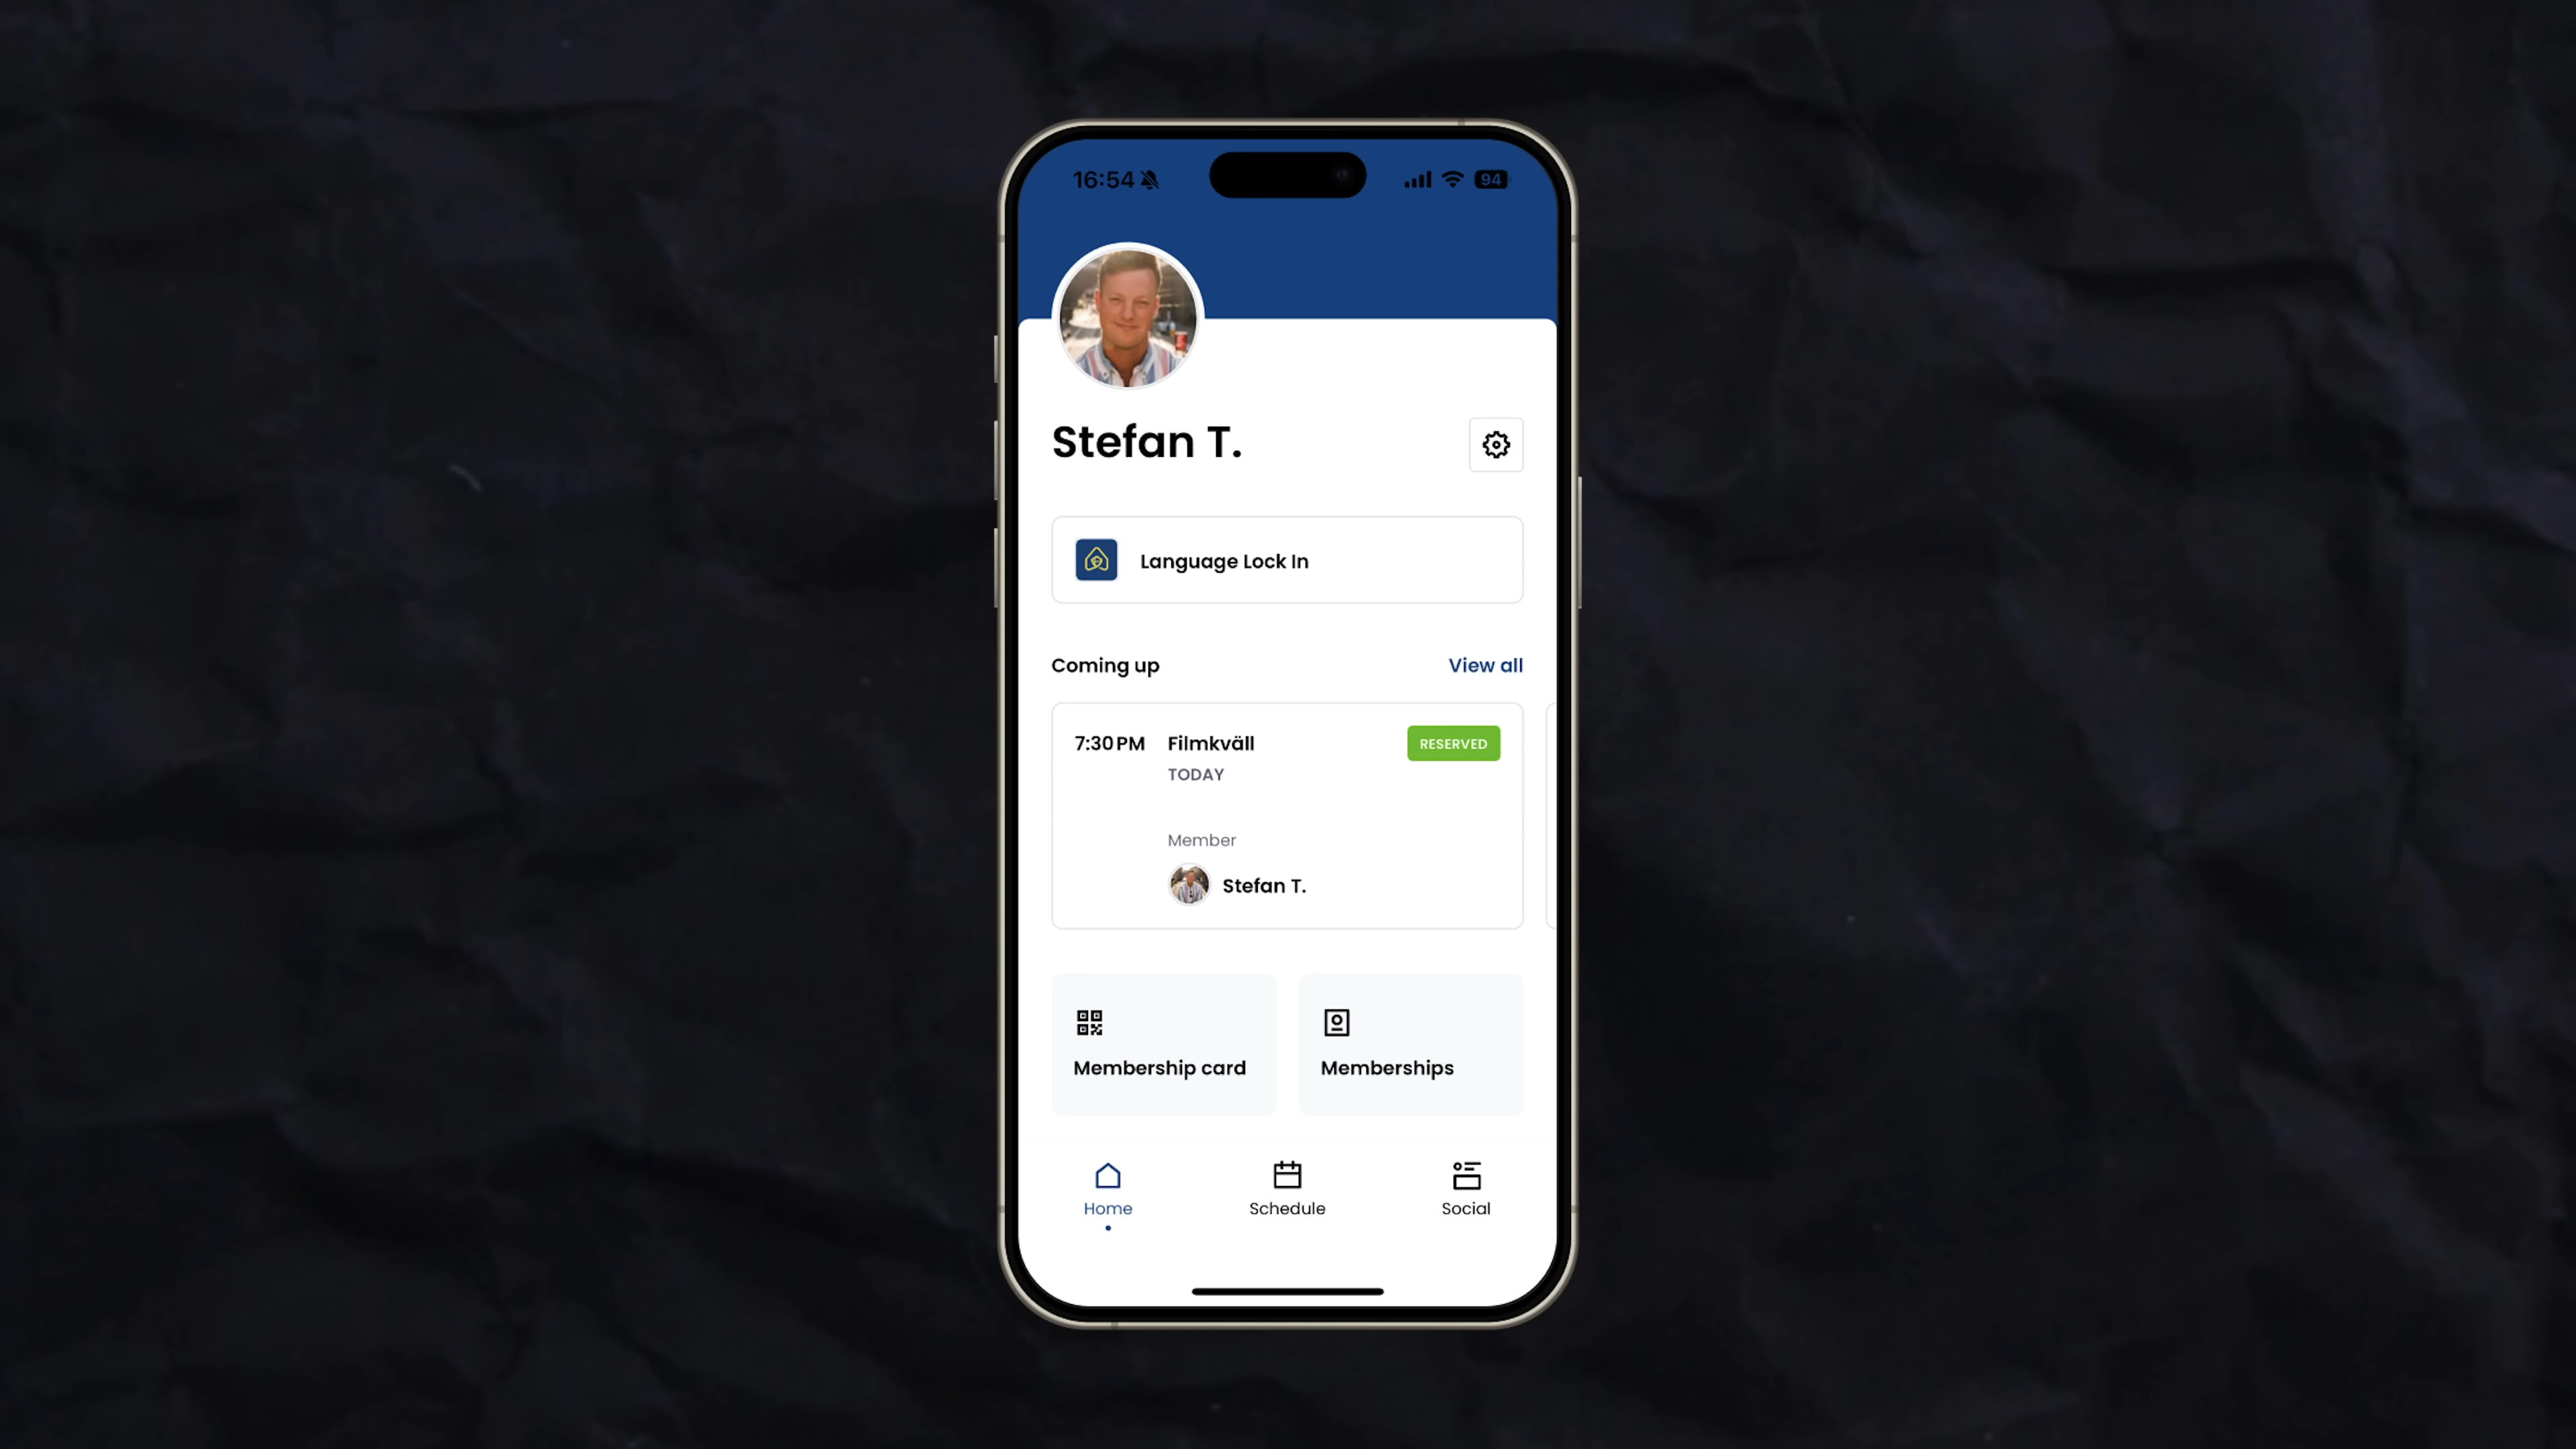 16:54
94
Stefan T.
Language Lock In
Coming up
View all
7:30 PM
Filmkväll
RESERVED
TODAY
Member
Stefan T.
Membership card
Memberships
Home
Schedule
Social